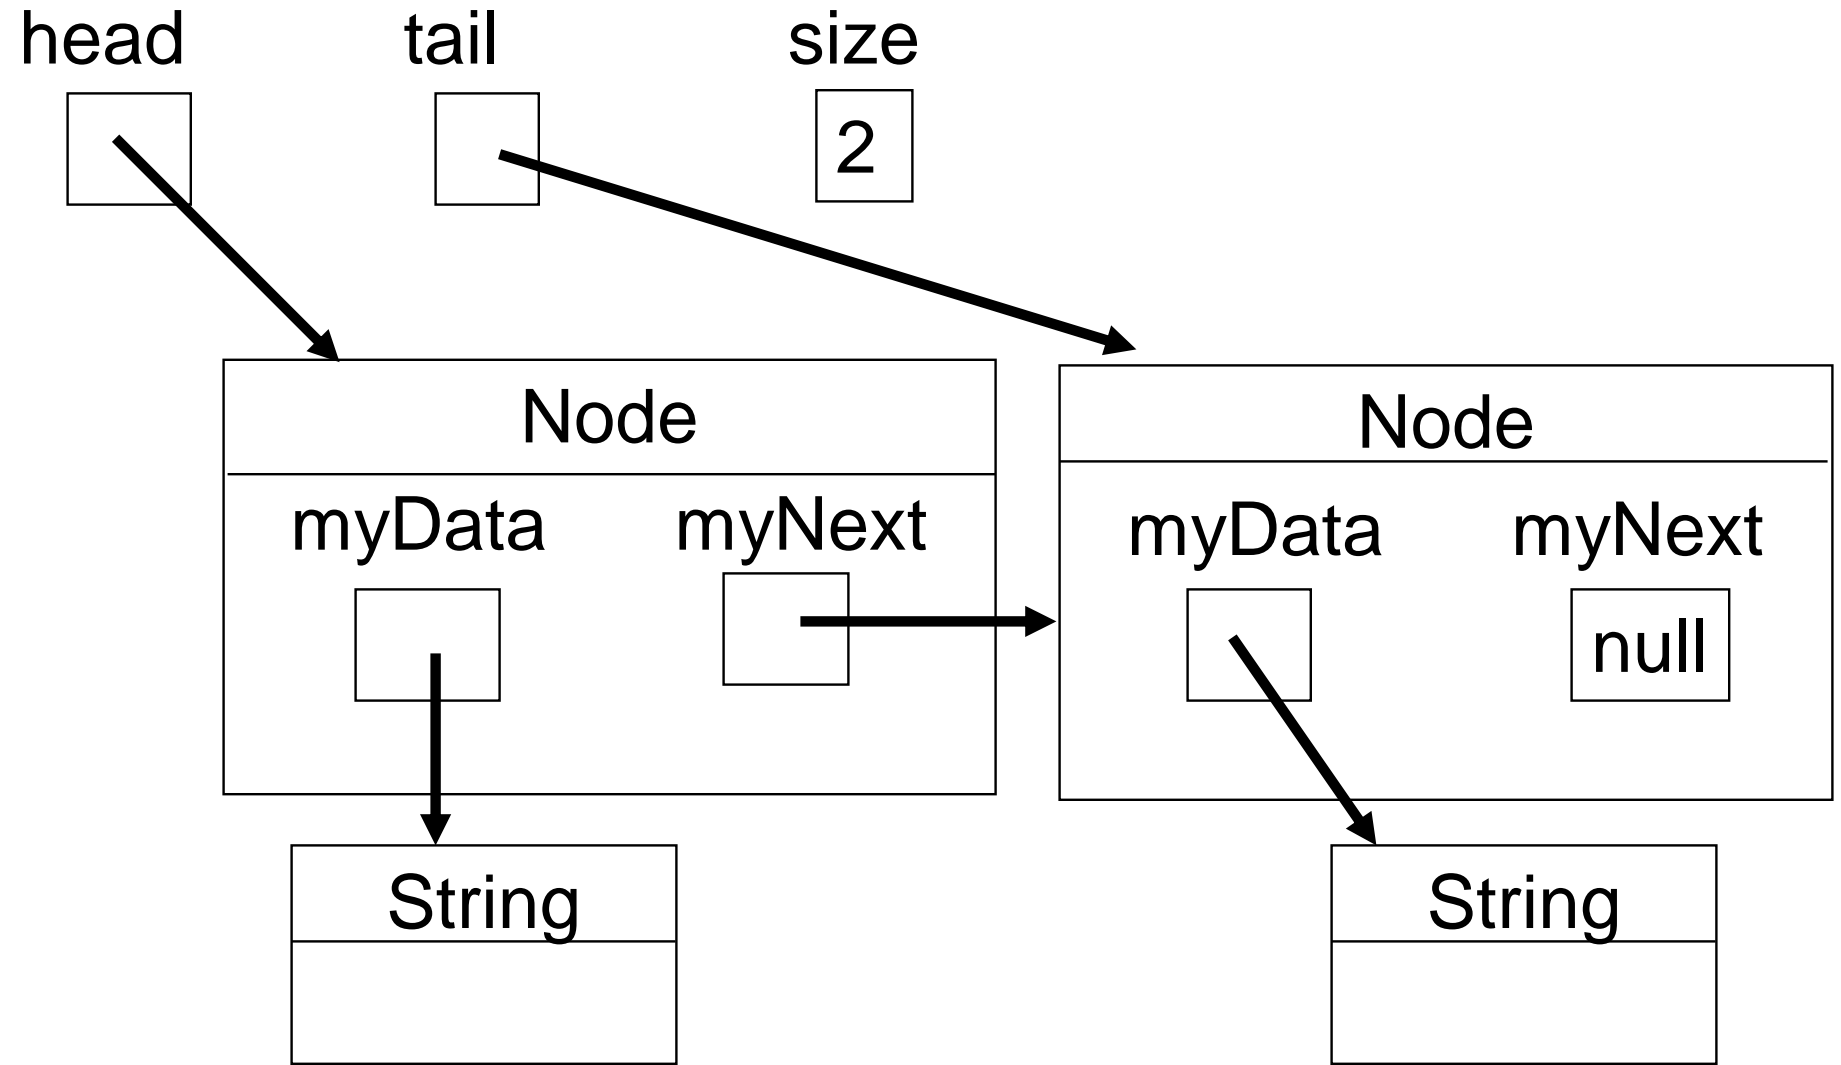 head tail size
2
Node Node
myData myNext myData myNext
null
String String